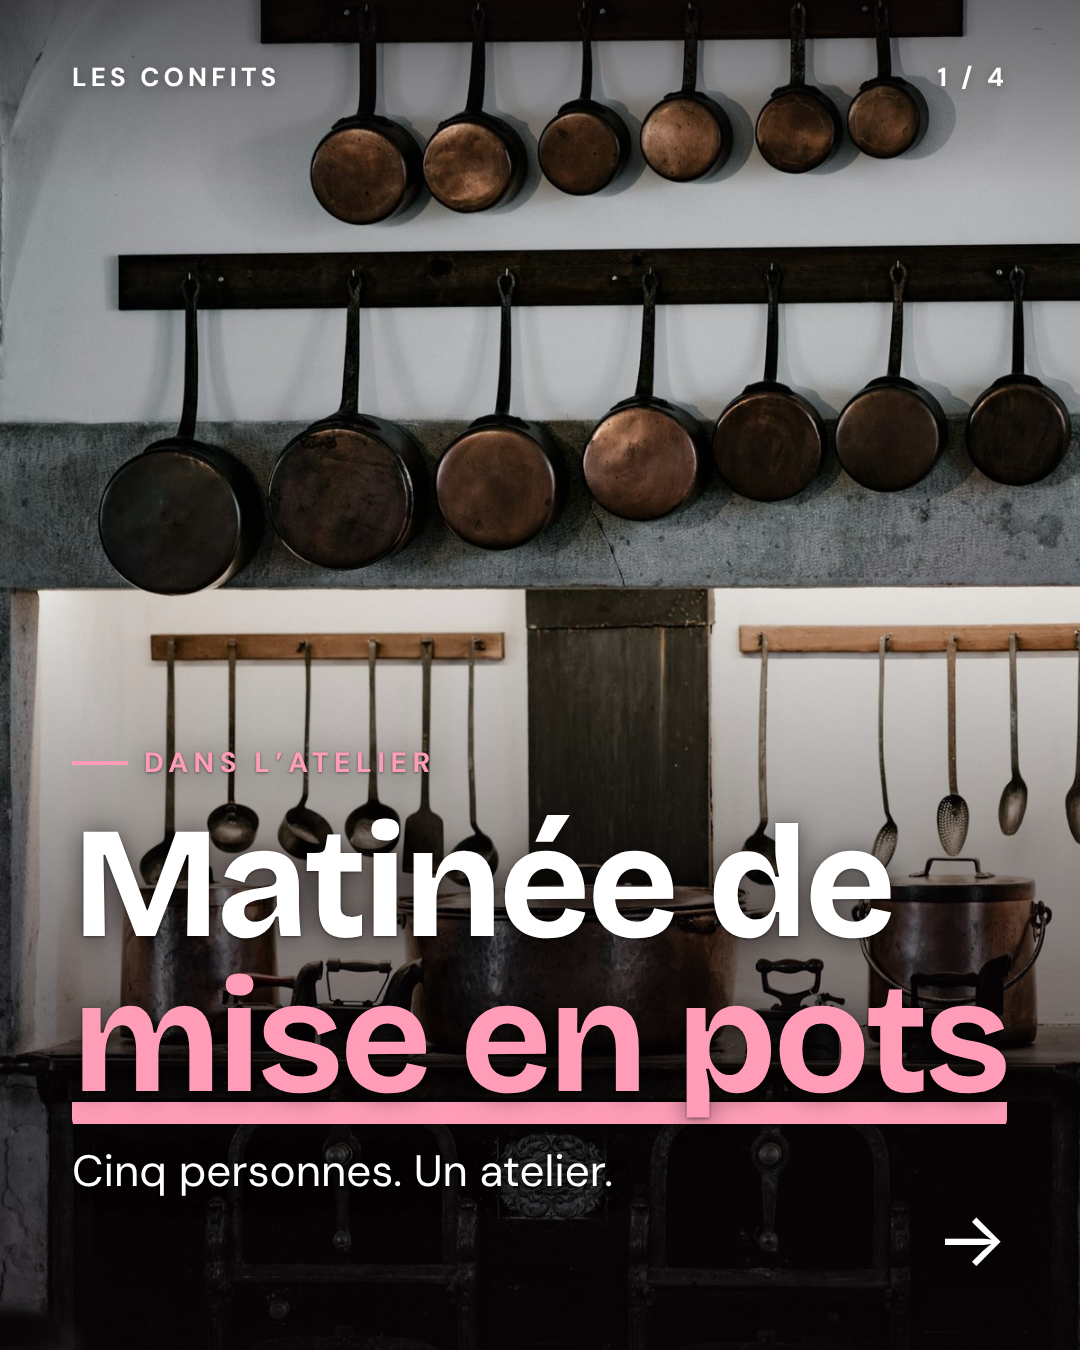 LES CONFITS
1 / 4
DANS L’ATELIER
Matinée de
mise en pots
Cinq personnes. Un atelier.
→